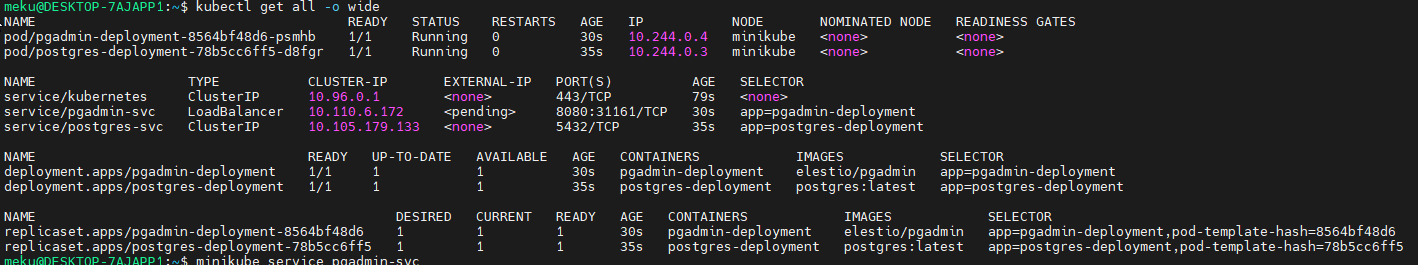 meku@DESKTOP-7AJAPP1:~$ kubectl get all -o wide
NAME READY STATUS RESTARTS AGE IP NODE NOMINATED NODE READINESS GATES
pod/pgadmin-deployment-8564bf48d6-psmhb 1/1 Running 0 30s 10.244.0.4 minikube <none> <none>
pod/postgres-deployment-78b5cc6ff5-d8fgr 1/1 Running 0 35s 10.244.0.3 minikube <none> <none>
NAME TYPE CLUSTER-IP EXTERNAL-IP PORT(S) AGE SELECTOR
service/kubernetes ClusterIP 10.96.0.1 <none> 443/TCP 79s <none>
service/pgadmin-svc LoadBalancer 10.110.6.172 <pending> 8080:31161/TCP 30s app=pgadmin-deployment
service/postgres-svc ClusterIP 10.105.179.133 <none> 5432/TCP 35s app=postgres-deployment
NAME READY UP-TO-DATE AVAILABLE AGE CONTAINERS IMAGES SELECTOR
deployment.apps/pgadmin-deployment 1/1 1 1 30s pgadmin-deployment elestio/pgadmin app=pgadmin-deployment
deployment.apps/postgres-deployment 1/1 1 1 35s postgres-deployment postgres:latest app=postgres-deployment
NAME DESIRED CURRENT READY AGE CONTAINERS IMAGES SELECTOR
replicaset.apps/pgadmin-deployment-8564bf48d6 1 1 1 30s pgadmin-deployment elestio/pgadmin app=pgadmin-deployment,pod-template-hash=8564bf48d6
replicaset.apps/postgres-deployment-78b5cc6ff5 1 1 1 35s postgres-deployment postgres:latest app=postgres-deployment,pod-template-hash=78b5cc6ff5
meku@DESKTOP-7AJAPP1:~$ minikube service pgadmin-svc